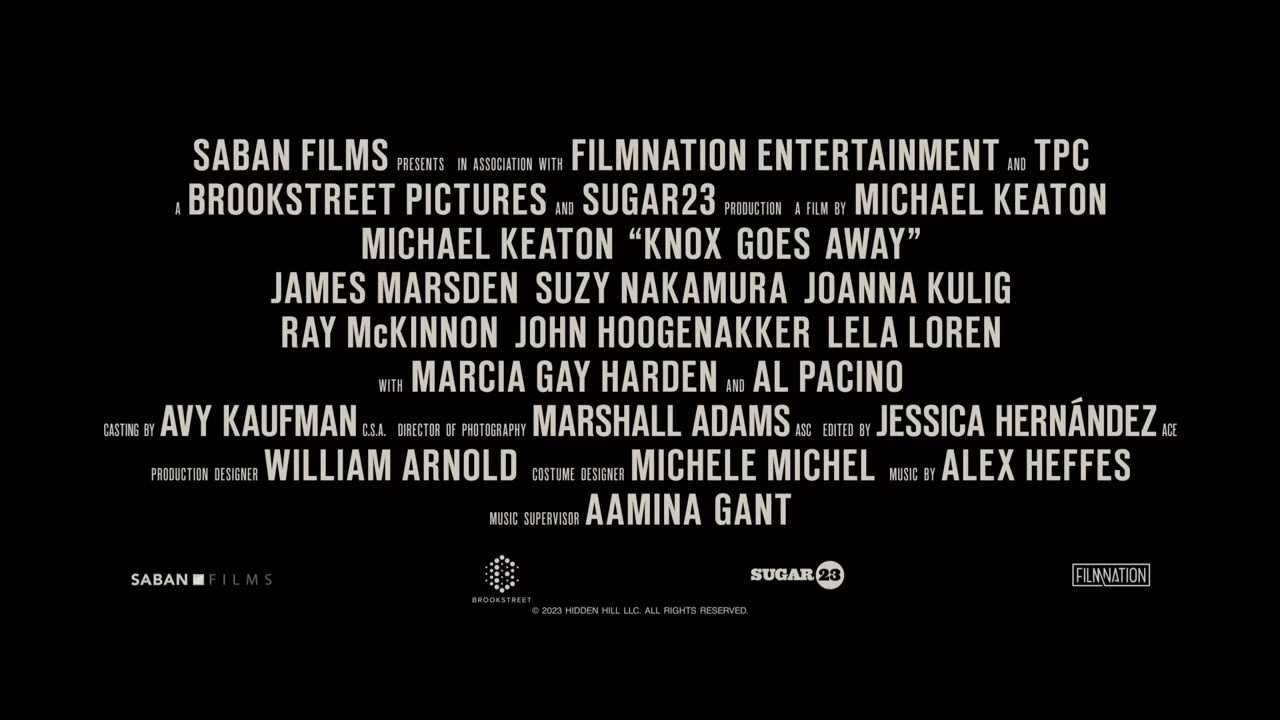 SABAN FILMS PRESENTS IN ASSOCIATION WITH FILMNATION ENTERTAINMENT AND TPC
A BROOKSTREET PICTURES AND SUGAR23 PRODUCTION A FILM BY MICHAEL KEATON
MICHAEL KEATON “KNOX GOES AWAY”
JAMES MARSDEN SUZY NAKAMURA JOANNA KULIG
RAY McKINNON JOHN HOOGENAKKER LELA LOREN
WITH MARCIA GAY HARDEN AND AL PACINO
CASTING BY AVY KAUFMAN C.S.A. DIRECTOR OF PHOTOGRAPHY MARSHALL ADAMS ASC EDITED BY JESSICA HERNÁNDEZ ACE
PRODUCTION DESIGNER WILLIAM ARNOLD COSTUME DESIGNER MICHELE MICHEL MUSIC BY ALEX HEFFES
MUSIC SUPERVISOR AAMINA GANT
SABAN FILMS
BROOKSTREET
SUGAR 23
FILMNATION
© 2023 HIDDEN HILL LLC. ALL RIGHTS RESERVED.